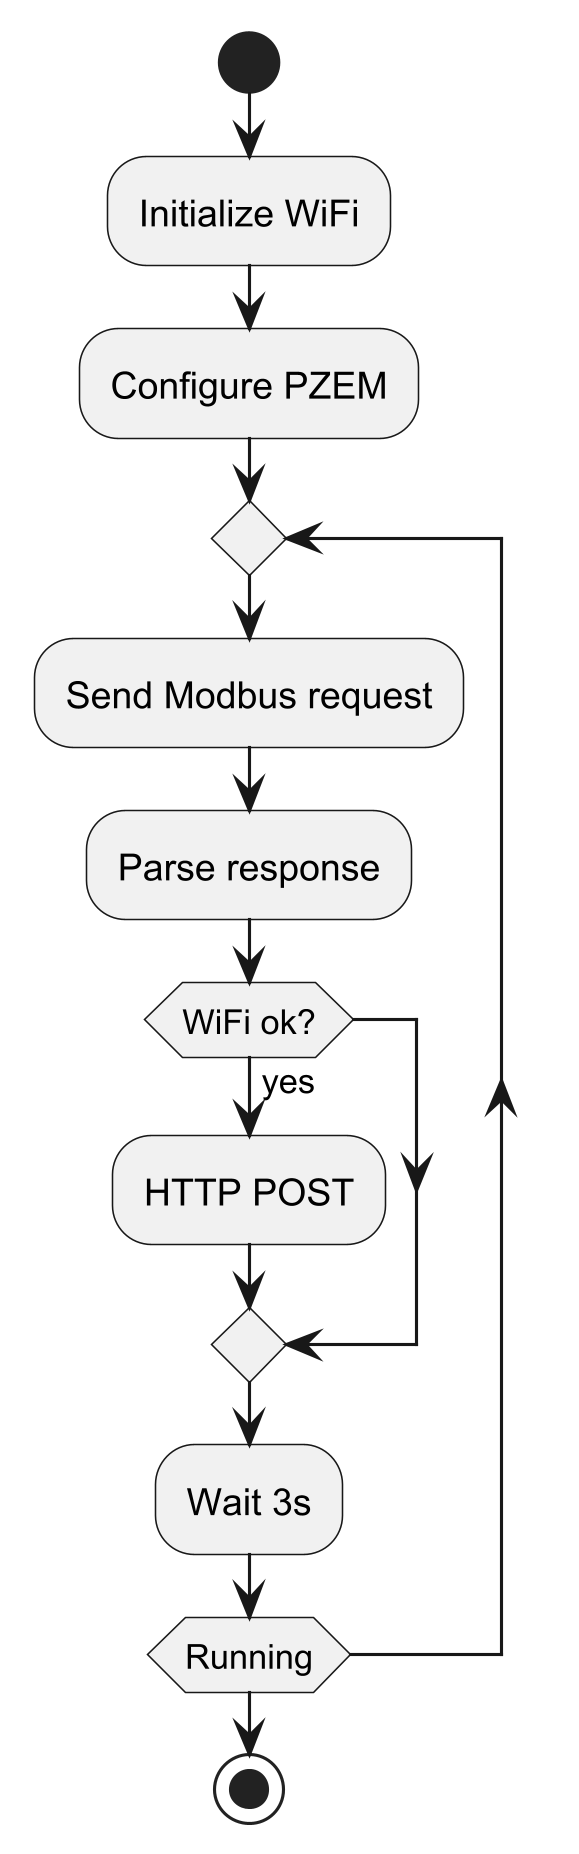 Initialize WiFi
Configure PZEM
Send Modbus request
Parse response
WiFi ok?
yes
HTTP POST
Wait 3s
Running